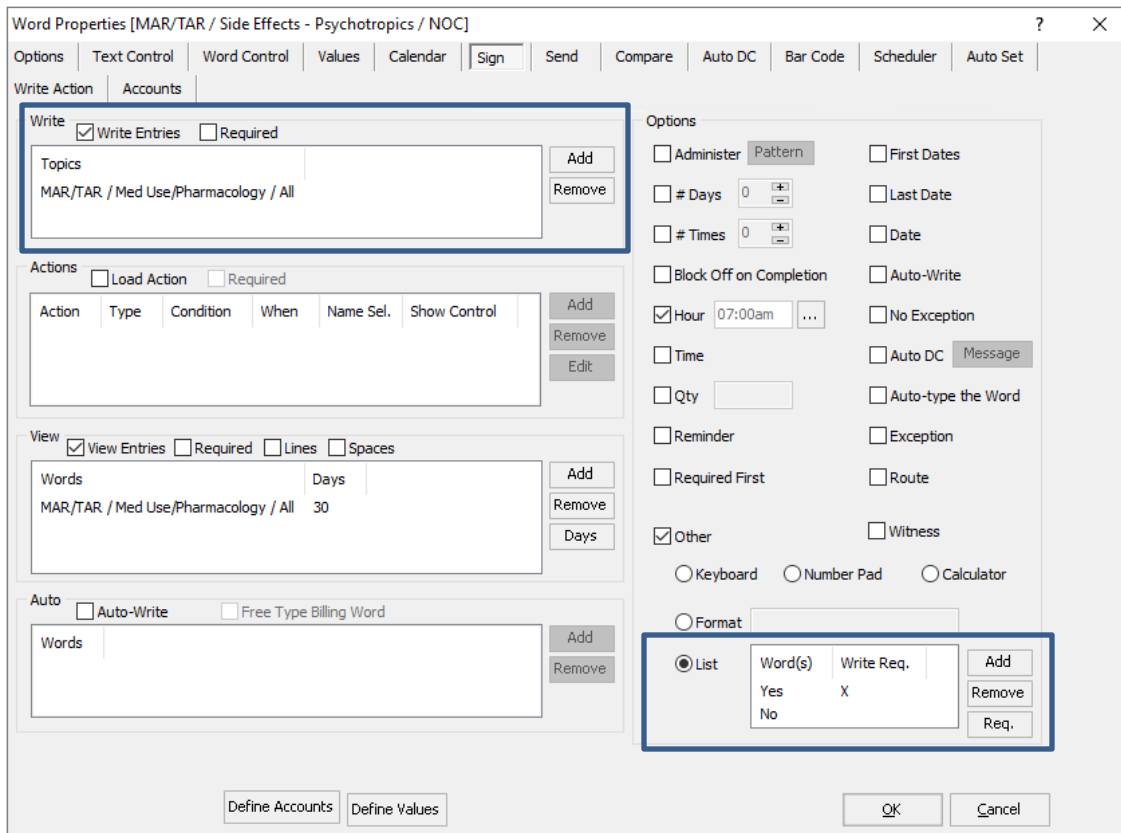 Word Properties [MAR/TAR / Side Effects - Psychotropics / NOC] ? X
Options Text Control Word Control Values Calendar Sign Send Compare Auto DC Bar Code Scheduler Auto Set
Write Action Accounts
Write
Write Entries Required
Topics
MAR/TAR / Med Use/Pharmacology / All
Add
Remove
Actions
Load Action Required
Action Type Condition When Name Sel. Show Control
Add
Remove
Edit
View
View Entries Required Lines Spaces
Words Days
MAR/TAR / Med Use/Pharmacology / All 30
Add
Remove
Days
Auto
Auto-Write Free Type Billing Word
Words
Add
Remove
Options
Administer Pattern First Dates
# Days 0 Last Date
# Times 0 Date
Block Off on Completion Auto-Write
Hour 07:00am ... No Exception
Time Auto DC Message
Qty Auto-type the Word
Reminder Exception
Required First Route
Other Witness
Keyboard Number Pad Calculator
Format
List
Word(s) Write Req.
Yes X
No
Add
Remove
Req.
Define Accounts Define Values OK Cancel